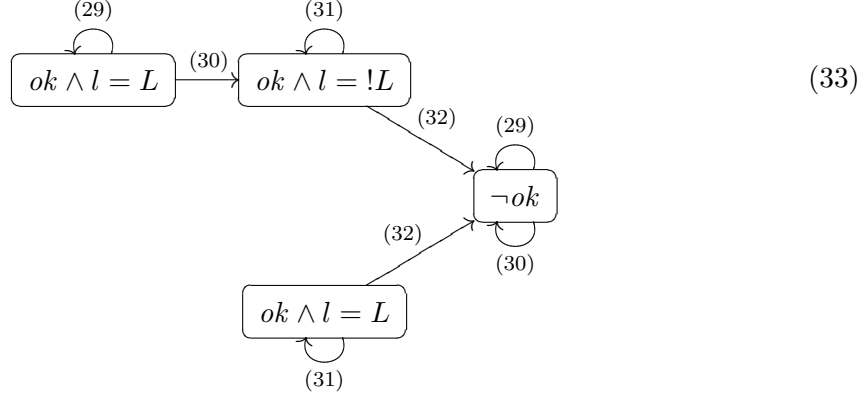 (29) (31)
(30)
ok ∧ l = L ok ∧ l = !L (33)
(32)
(29)
¬ok
(32)
(30)
ok ∧ l = L
(31)